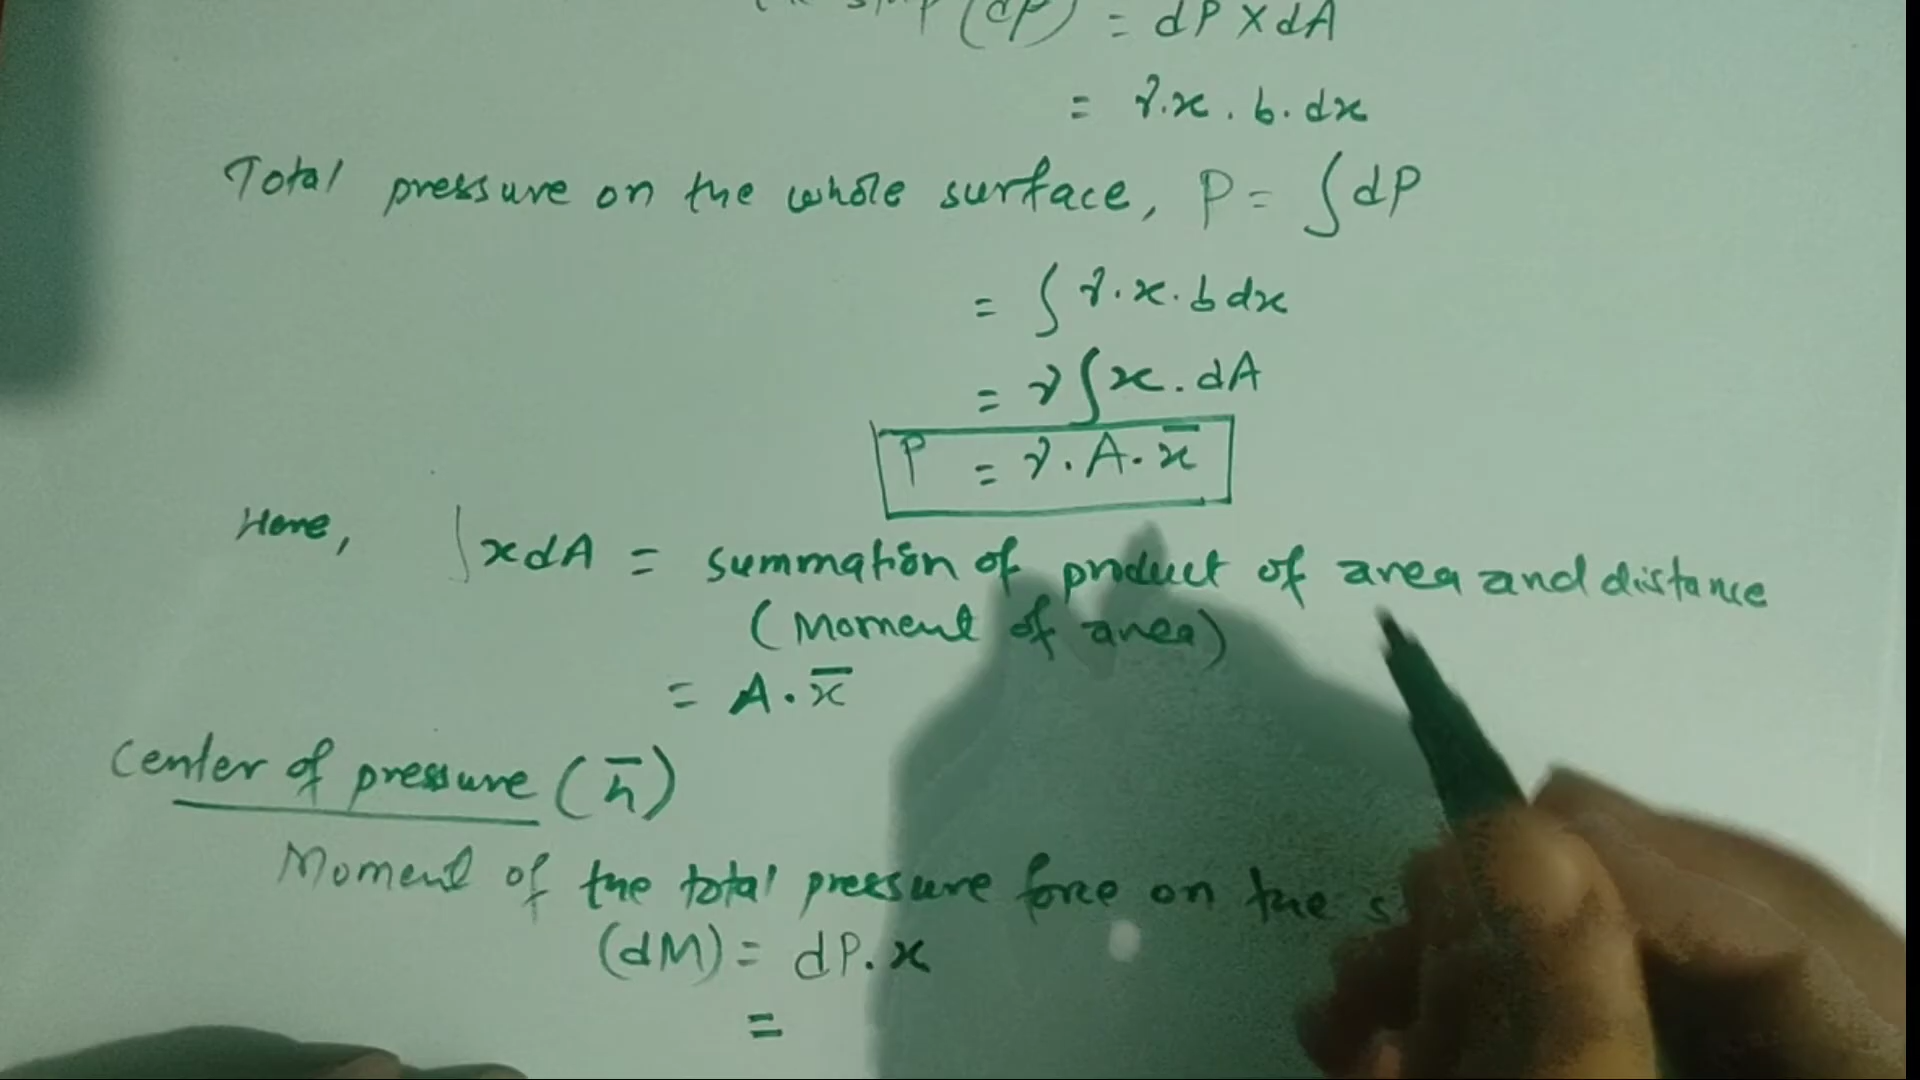 (dP) = dP X dA
= γ.x . b. dx
Total pressure on the whole surface, P = ∫dP
= ∫ γ.x. b dx
= γ∫x. dA
P = γ. A. x̄
Here, ∫xdA = summation of product of area and distance
(Moment of area)
= A. x̄
Center of pressure (h̄)
Moment of the total pressure force on the
(dM) = dP. x
=